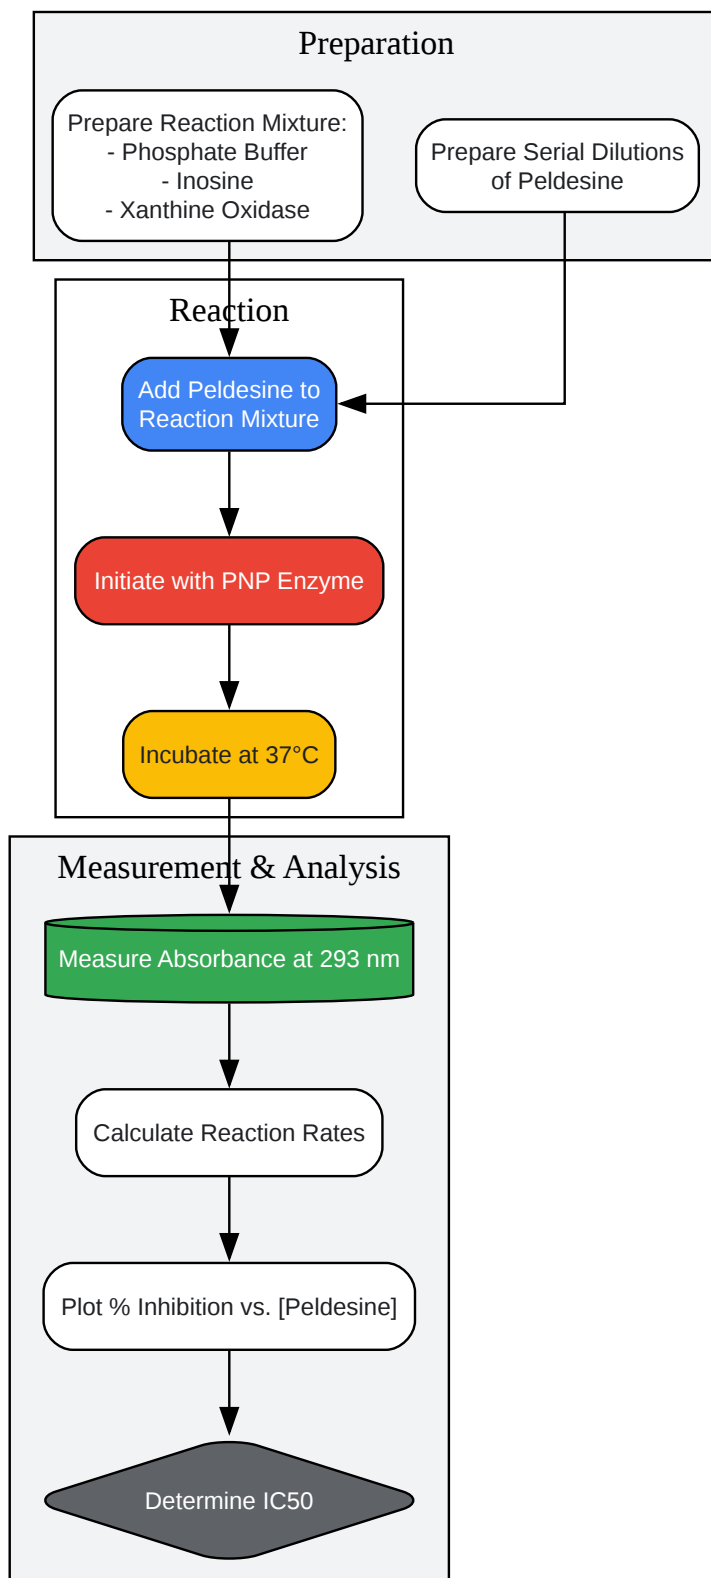 Preparation
Prepare Reaction Mixture:
- Phosphate Buffer
- Inosine
- Xanthine Oxidase
Prepare Serial Dilutions
of Peldesine
Reaction
Add Peldesine to
Reaction Mixture
Initiate with PNP Enzyme
Incubate at 37°C
Measurement & Analysis
Measure Absorbance at 293 nm
Calculate Reaction Rates
Plot % Inhibition vs. [Peldesine]
Determine IC50